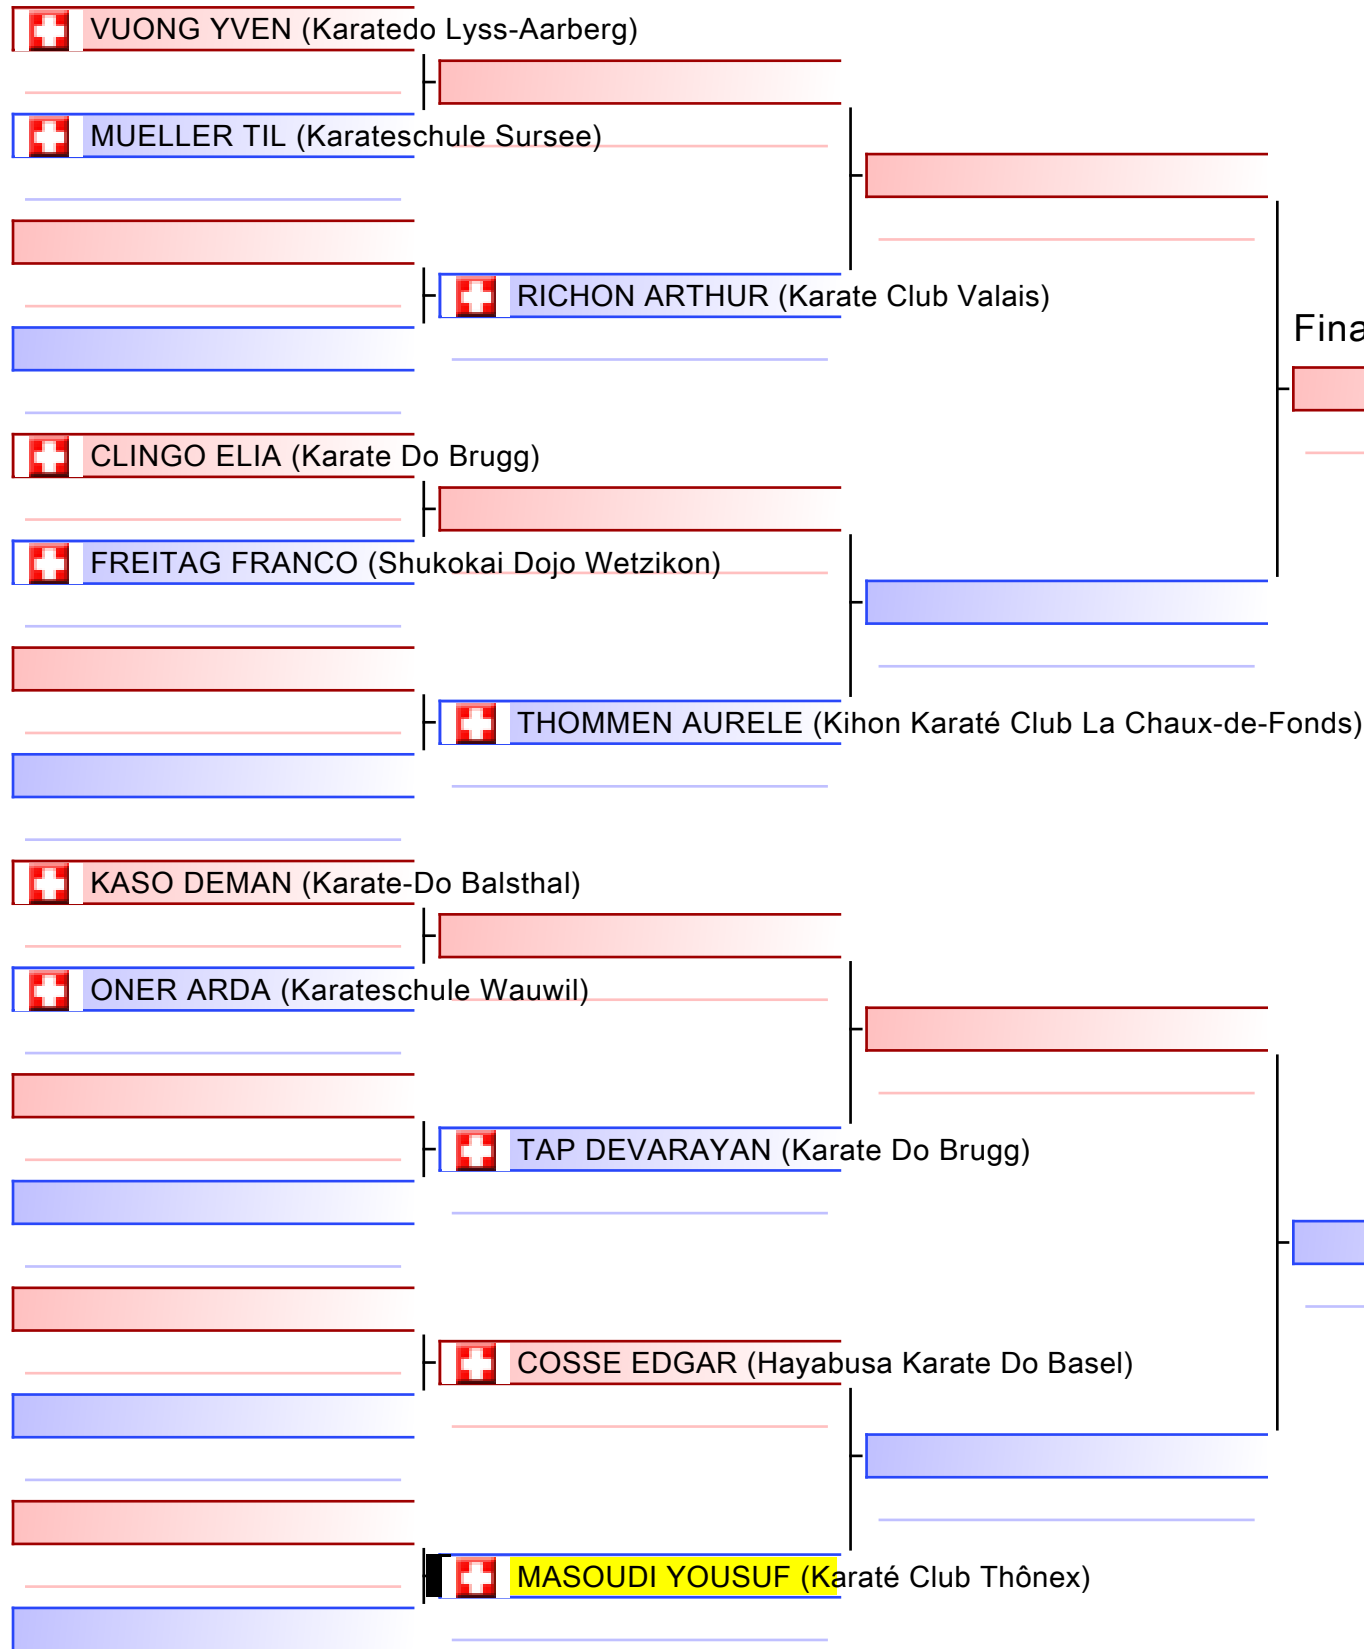 VUONG YVEN (Karatedo Lyss-Aarberg)
MUELLER TIL (Karateschule Sursee)
RICHON ARTHUR (Karate Club Valais)
Fina
CLINGO ELIA (Karate Do Brugg)
FREITAG FRANCO (Shukokai Dojo Wetzikon)
THOMMEN AURELE (Kihon Karaté Club La Chaux-de-Fonds)
KASO DEMAN (Karate-Do Balsthal)
ONER ARDA (Karateschule Wauwil)
TAP DEVARAYAN (Karate Do Brugg)
COSSE EDGAR (Hayabusa Karate Do Basel)
MASOUDI YOUSUF (Karaté Club Thônex)